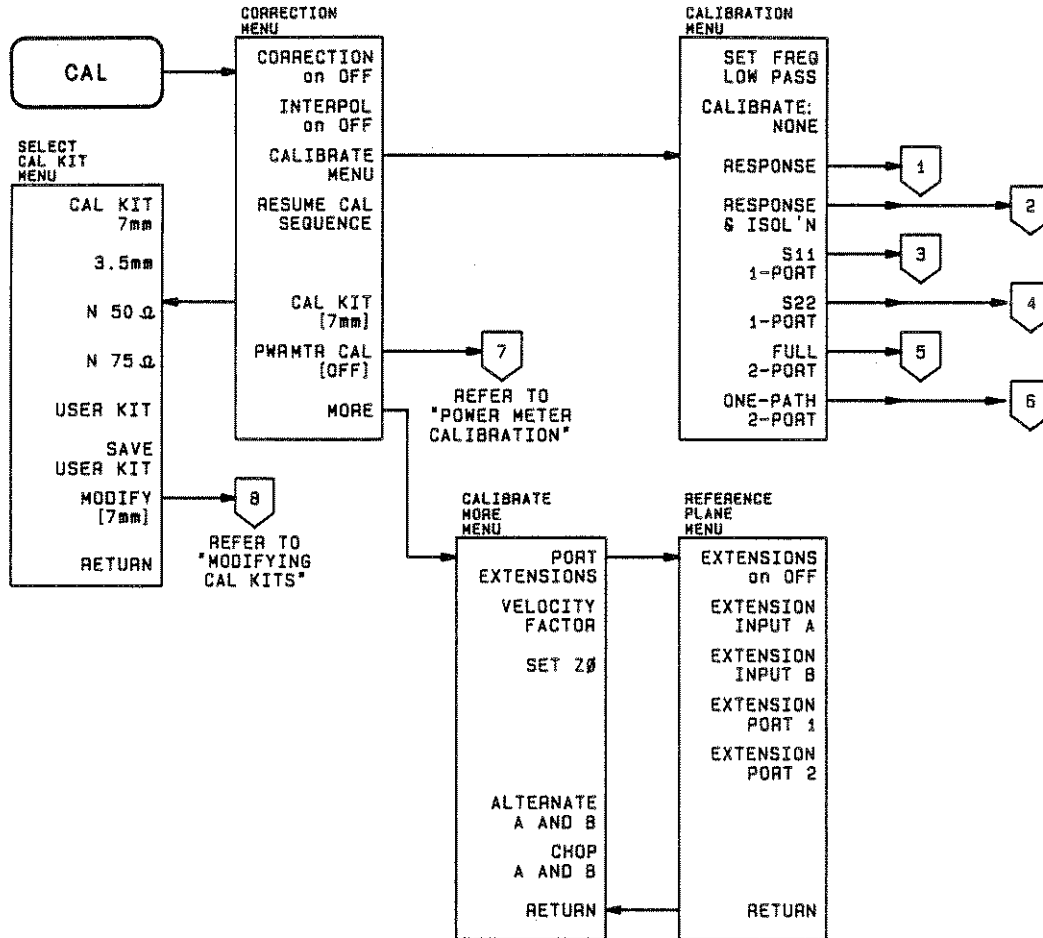 CAL
CORRECTION
MENU
CORRECTION
on OFF
INTERPOL
on OFF
CALIBRATE
MENU
RESUME CAL
SEQUENCE
CAL KIT
[7mm]
PWRMTR CAL
[OFF]
MORE
7
REFER TO
"POWER METER
CALIBRATION"
CALIBRATION
MENU
SET FREQ
LOW PASS
CALIBRATE:
NONE
RESPONSE
1
RESPONSE
& ISOL'N
2
S11
1-PORT
3
S22
1-PORT
4
FULL
2-PORT
5
ONE-PATH
2-PORT
6
SELECT
CAL KIT
MENU
CAL KIT
7mm
3.5mm
N 50 Ω
N 75 Ω
USER KIT
SAVE
USER KIT
MODIFY
[7mm]
RETURN
8
REFER TO
"MODIFYING
CAL KITS"
CALIBRATE
MORE
MENU
PORT
EXTENSIONS
VELOCITY
FACTOR
SET ZØ
ALTERNATE
A AND B
CHOP
A AND B
RETURN
REFERENCE
PLANE
MENU
EXTENSIONS
on OFF
EXTENSION
INPUT A
EXTENSION
INPUT B
EXTENSION
PORT 1
EXTENSION
PORT 2
RETURN